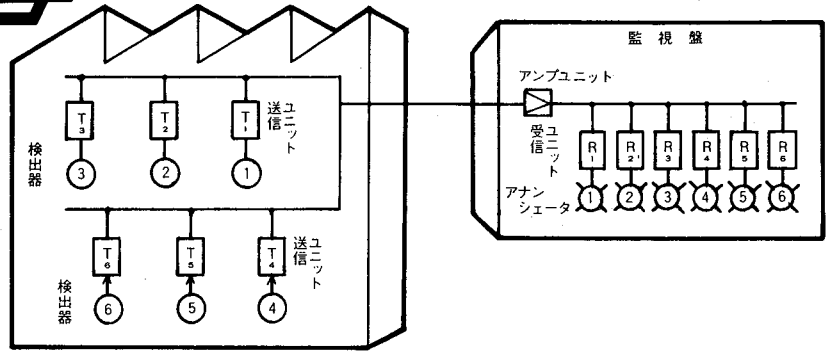 監視盤
アンプユニット
T3
T2
T1
送信ユニット
検出器
3
2
1
受信ユニット
R1
R2
R3
R4
R5
R6
アナンシェータ
1
2
3
4
5
6
T6
T5
T4
送信ユニット
検出器
6
5
4